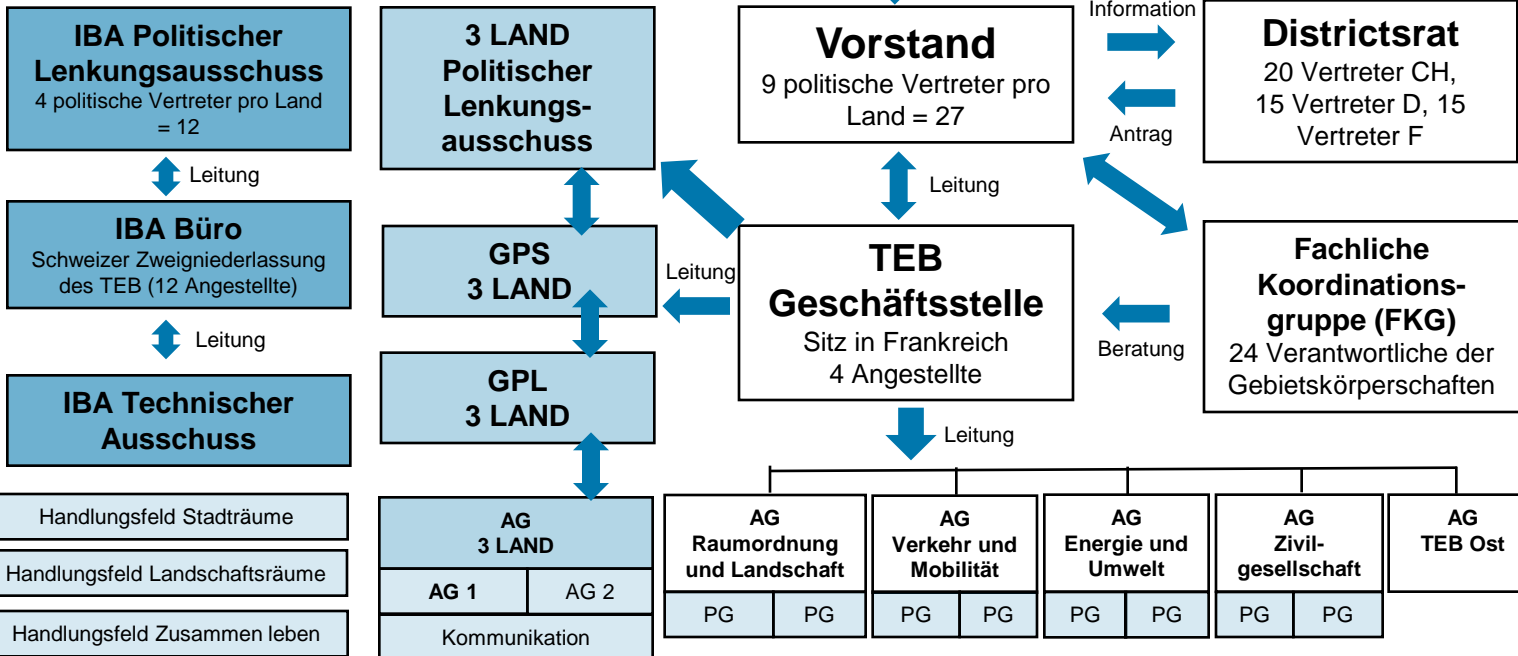 IBA Politischer
Lenkungsausschuss
4 politische Vertreter pro Land
= 12
Leitung
IBA Büro
Schweizer Zweigniederlassung
des TEB (12 Angestellte)
Leitung
IBA Technischer
Ausschuss
Handlungsfeld Stadträume
Handlungsfeld Landschaftsräume
Handlungsfeld Zusammen leben
3 LAND
Politischer
Lenkungs-
ausschuss
GPS
3 LAND
GPL
3 LAND
AG
3 LAND
AG 1
AG 2
Kommunikation
Vorstand
9 politische Vertreter pro
Land = 27
Information
Antrag
Districtsrat
20 Vertreter CH,
15 Vertreter D, 15
Vertreter F
Leitung
Leitung
TEB
Geschäftsstelle
Sitz in Frankreich
4 Angestellte
Beratung
Fachliche
Koordinations-
gruppe (FKG)
24 Verantwortliche der
Gebietskörperschaften
Leitung
AG
Raumordnung
und Landschaft
PG PG
AG
Verkehr und
Mobilität
PG PG
AG
Energie und
Umwelt
PG PG
AG
Zivil-
gesellschaft
PG PG
AG
TEB Ost